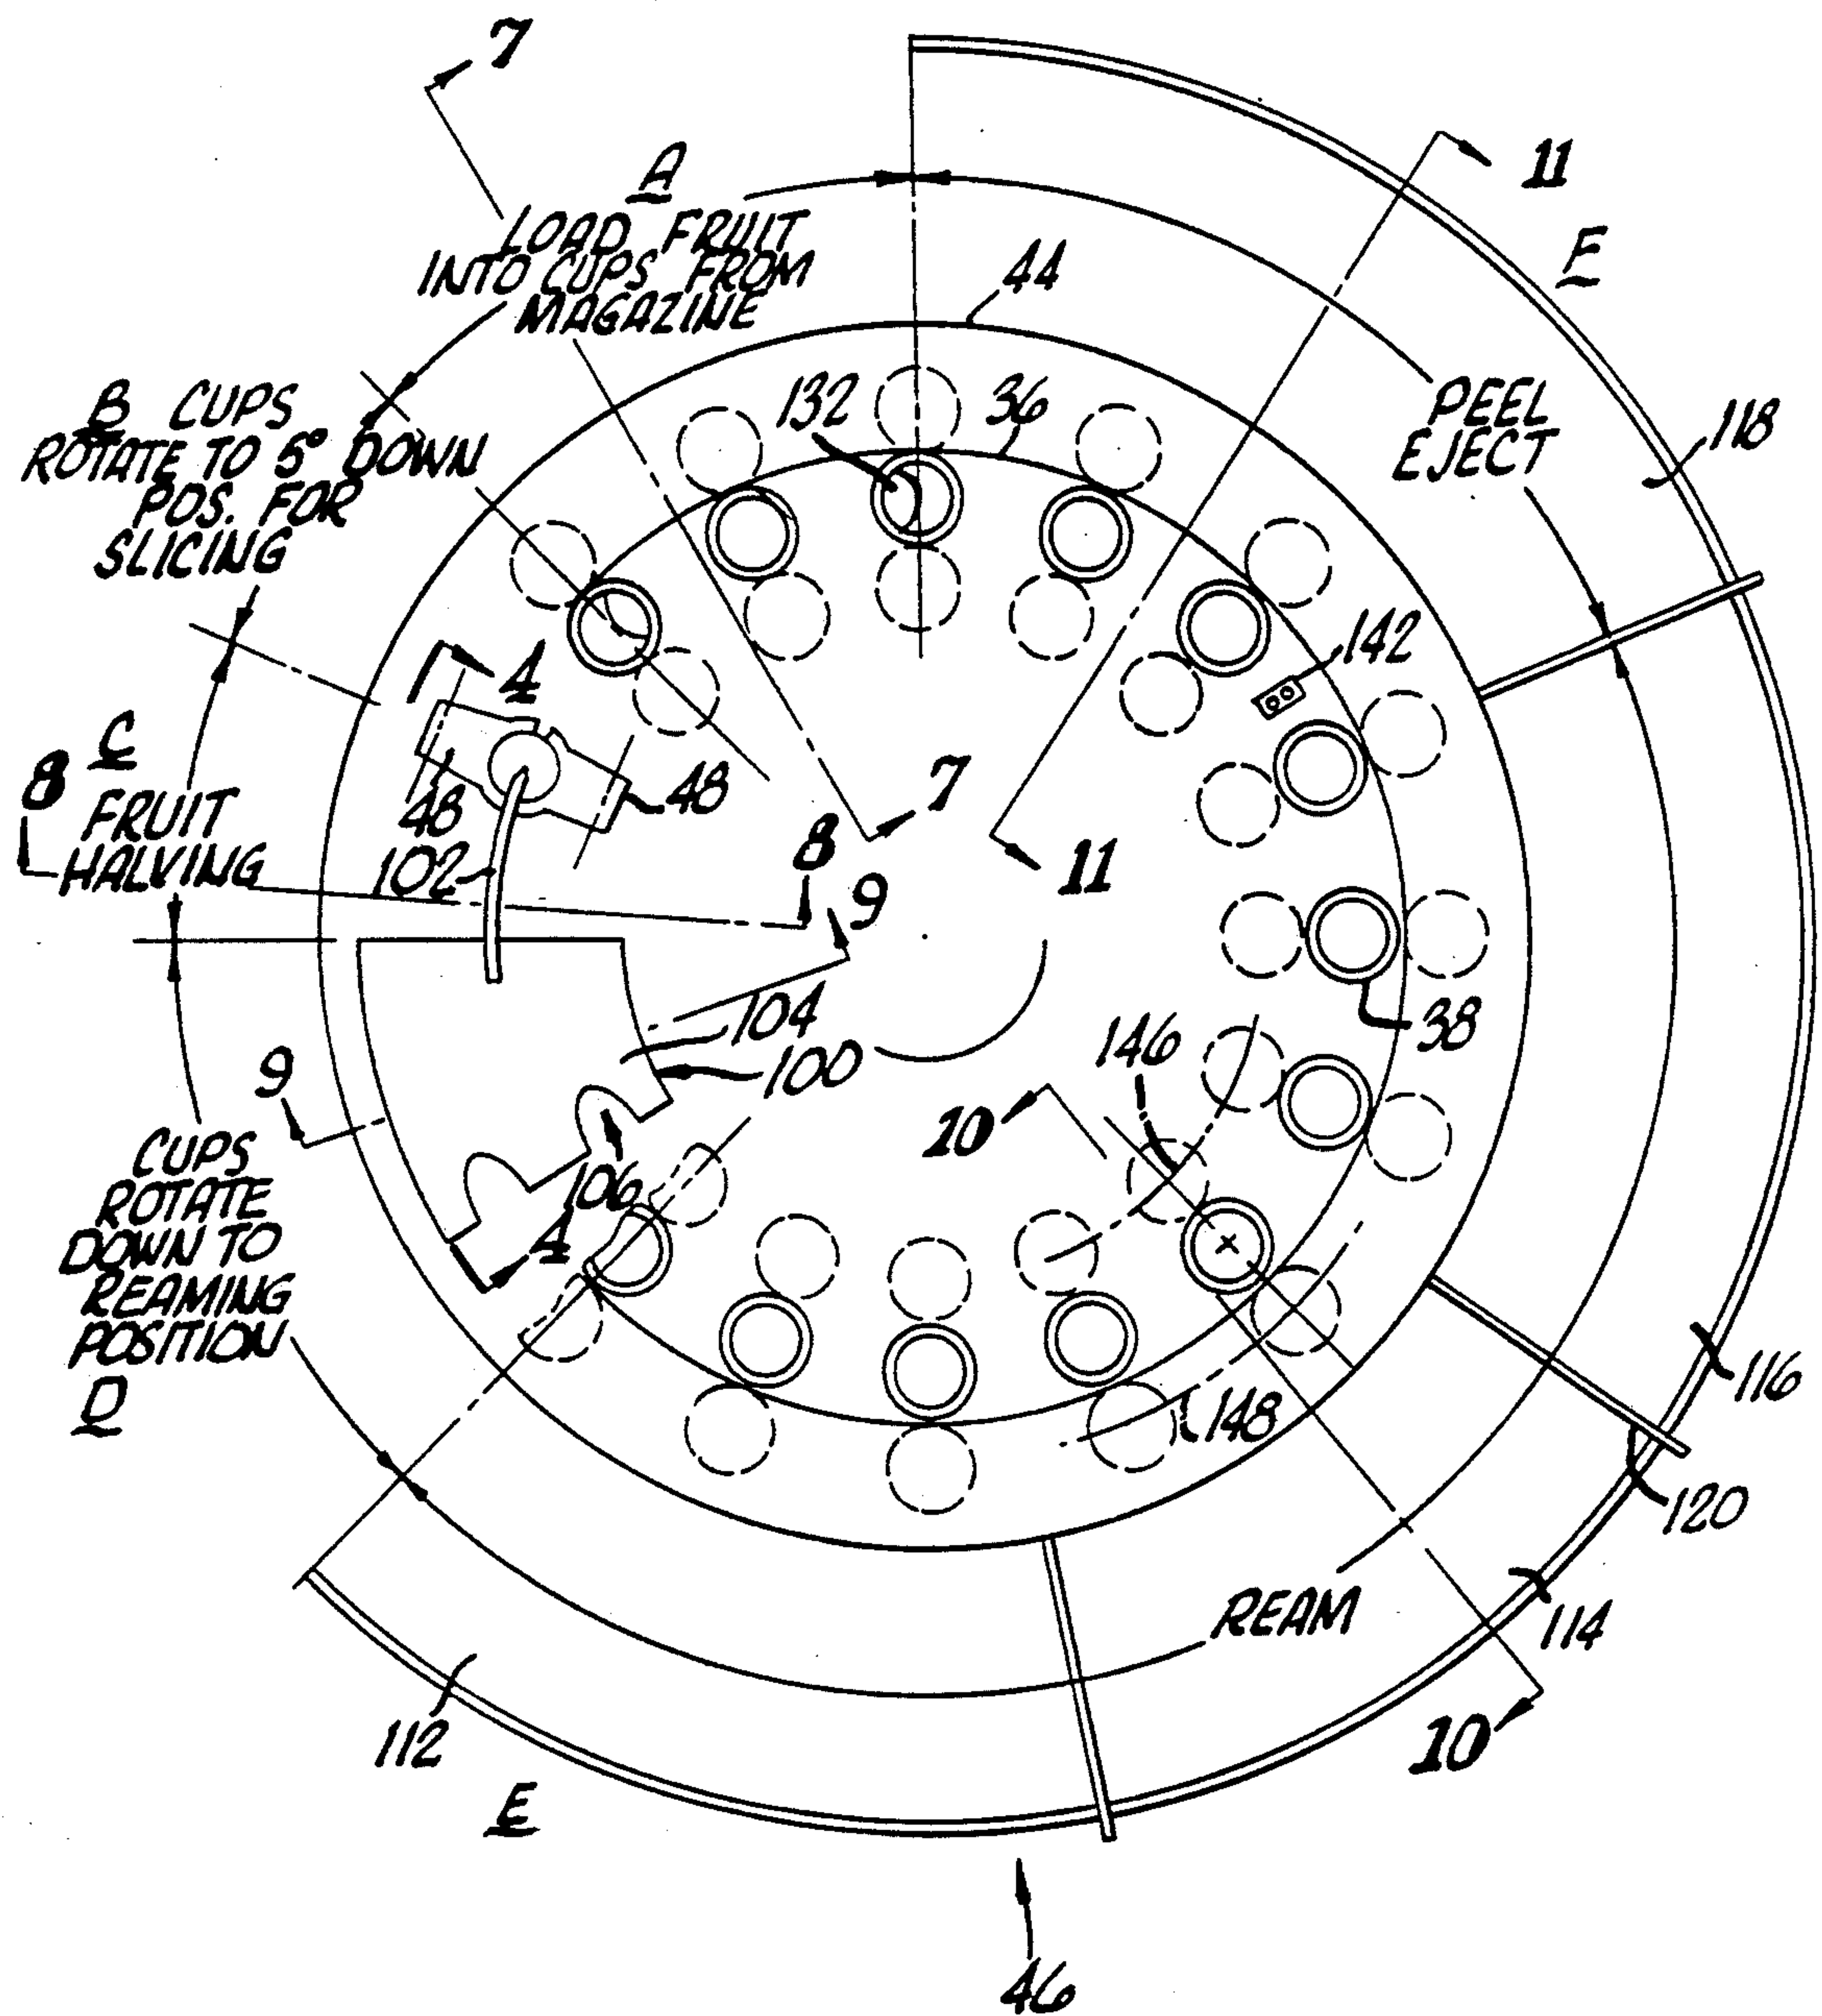 7
A
LOAD FRUIT
INTO CUPS FROM
MAGAZINE
11
F
44
B CUPS
ROTATE TO 5° DOWN
POS. FOR
SLICING
132
36
PEEL
EJECT
118
142
4
C
8
FRUIT
HALVING
48
48
102
7
8
9
11
104
100
38
146
9
10
106
4
CUPS
ROTATE
DOWN TO
REAMING
POSITION
D
148
116
120
REAM
114
112
10
E
46